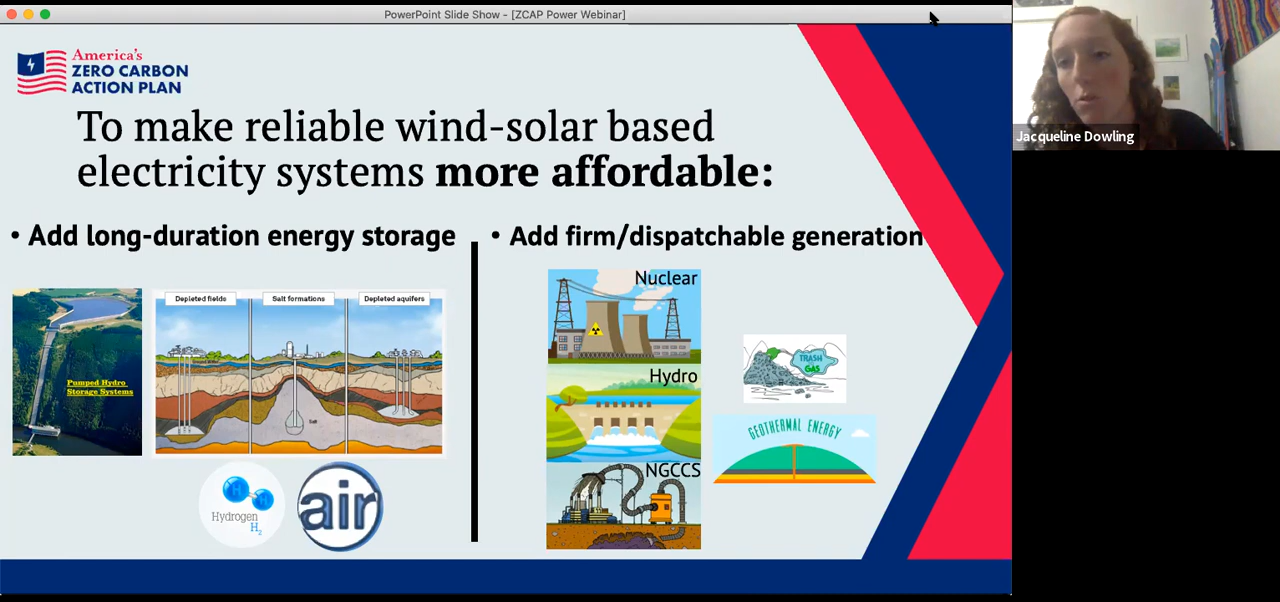 PowerPoint Slide Show - [ZCAP Power Webinar]
America's
ZERO CARBON
ACTION PLAN
To make reliable wind-solar based
electricity systems more affordable:
• Add long-duration energy storage
• Add firm/dispatchable generation
Pumped Hydro
Storage Systems
Depleted fields
Salt formations
Depleted aquifers
Salt
H
H
Hydrogen
H2
air
Nuclear
Hydro
NGCCS
TRASH
GAS
GEOTHERMAL ENERGY
Jacqueline Dowling